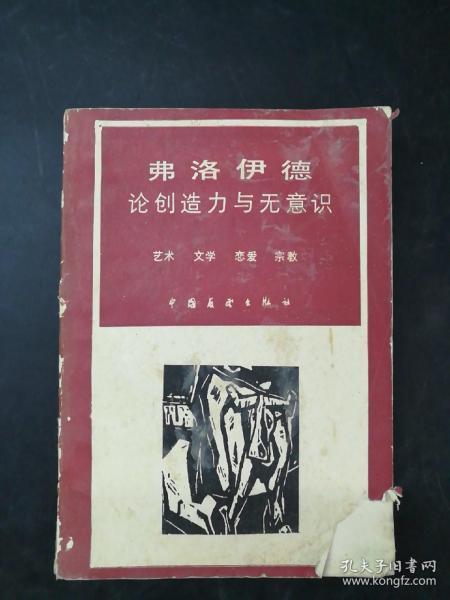 弗洛伊德
论创造力与无意识
艺术 文学 恋爱 宗教
中国展望出版社
孔夫子旧书网
www.kongfz.com